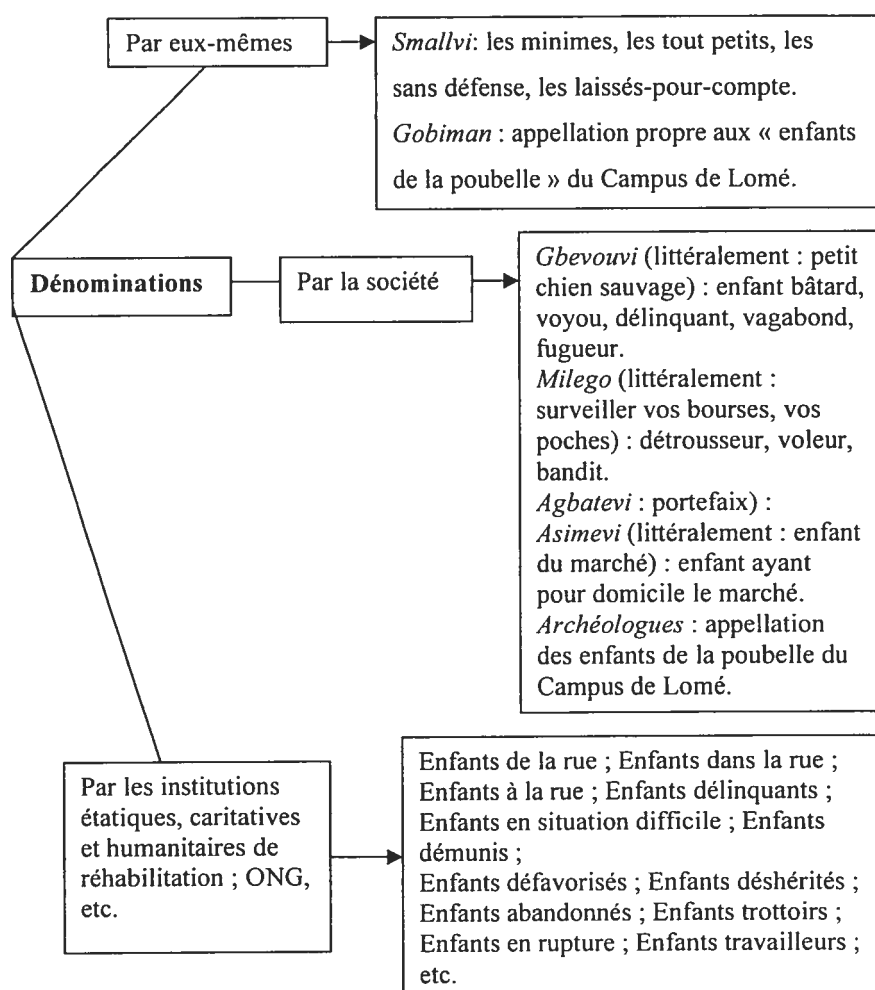 Par eux-mêmes
Smallvi: les minimes, les tout petits, les
sans défense, les laissés-pour-compte.
Gobiman : appellation propre aux « enfants
de la poubelle » du Campus de Lomé.
Dénominations
Par la société
Gbevouvi (littéralement : petit
chien sauvage) : enfant bâtard,
voyou, délinquant, vagabond,
fugueur.
Milego (littéralement :
surveiller vos bourses, vos
poches) : détrousseur, voleur,
bandit.
Agbatevi : portefaix) :
Asimevi (littéralement : enfant
du marché) : enfant ayant
pour domicile le marché.
Archéologues : appellation
des enfants de la poubelle du
Campus de Lomé.
Par les institutions
étatiques, caritatives
et humanitaires de
réhabilitation ; ONG,
etc.
Enfants de la rue ; Enfants dans la rue ;
Enfants à la rue ; Enfants délinquants ;
Enfants en situation difficile ; Enfants
démunis ;
Enfants défavorisés ; Enfants déshérités ;
Enfants abandonnés ; Enfants trottoirs ;
Enfants en rupture ; Enfants travailleurs ;
etc.